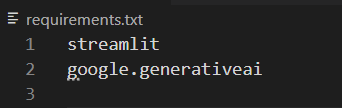 requirements.txt
1 streamlit
2 google.generativeai
3